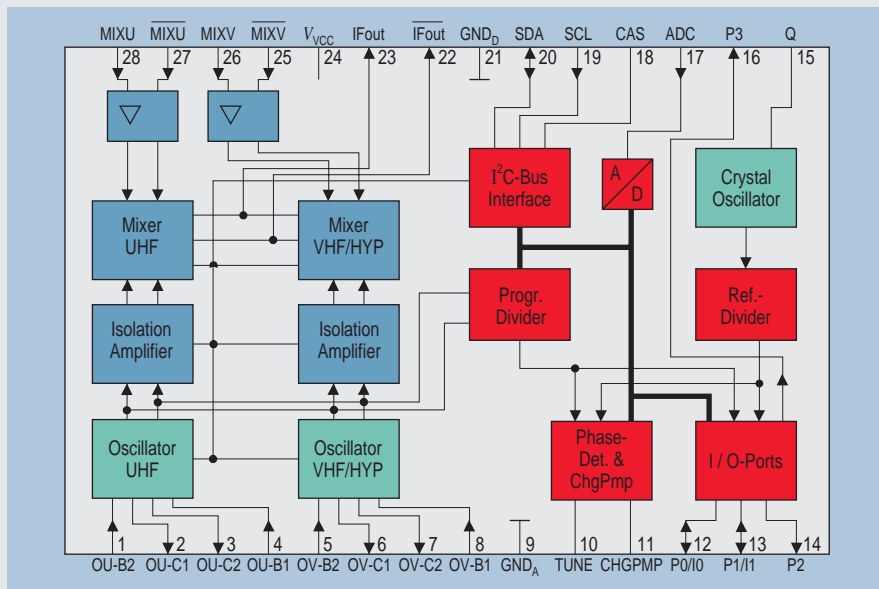 MIXU MIXU MIXV MIXV VVCC IFout IFout GNDD SDA SCL CAS ADC P3 Q
28 27 26 25 24 23 22 21 20 19 18 17 16 15
I2C-Bus
Interface
A
D
Crystal
Oscillator
Mixer
UHF
Mixer
VHF/HYP
Progr.
Divider
Ref.-
Divider
Isolation
Amplifier
Isolation
Amplifier
Oscillator
UHF
Oscillator
VHF/HYP
Phase-
Det. &
ChgPmp
I / O-Ports
1 2 3 4 5 6 7 8 9 10 11 12 13 14
OU-B2 OU-C1 OU-C2 OU-B1 OV-B2 OV-C1 OV-C2 OV-B1 GNDA TUNE CHGPMP P0/I0 P1/I1 P2